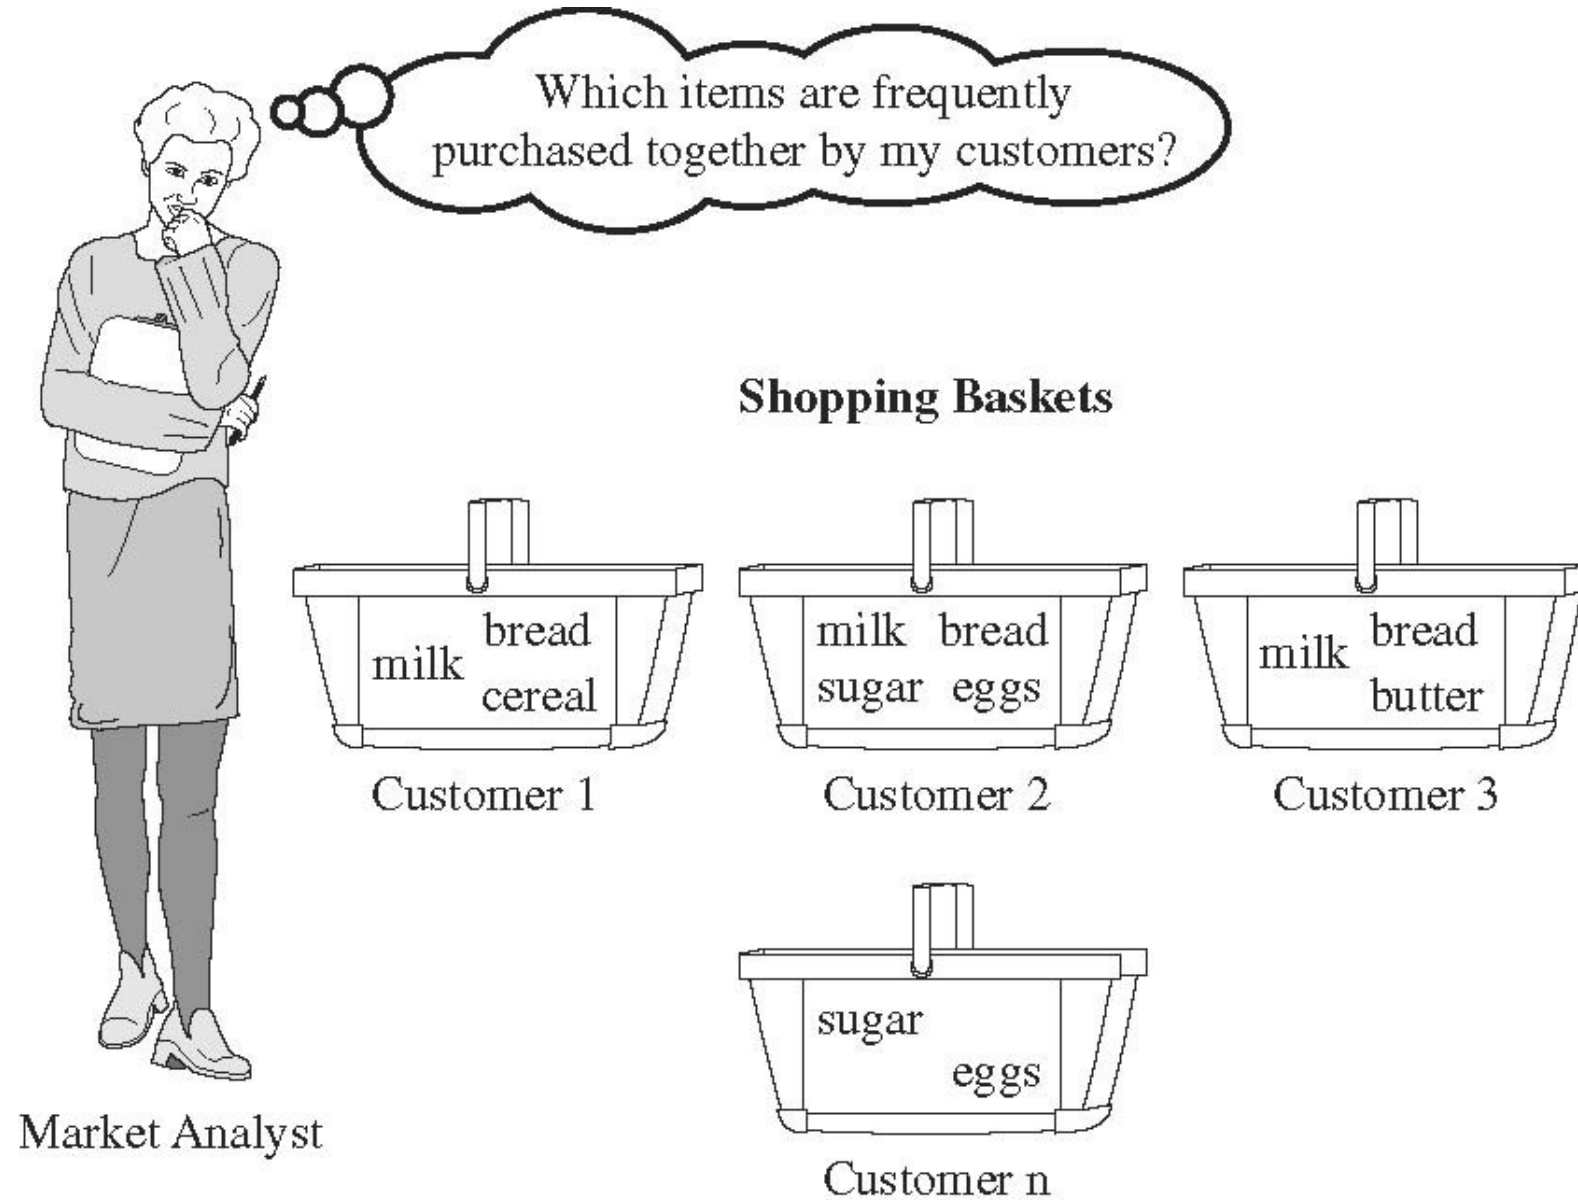 Which items are frequently
purchased together by my customers?
Shopping Baskets
milk bread
cereal
Customer 1
milk bread
sugar eggs
Customer 2
milk bread
butter
Customer 3
sugar
eggs
Customer n
Market Analyst